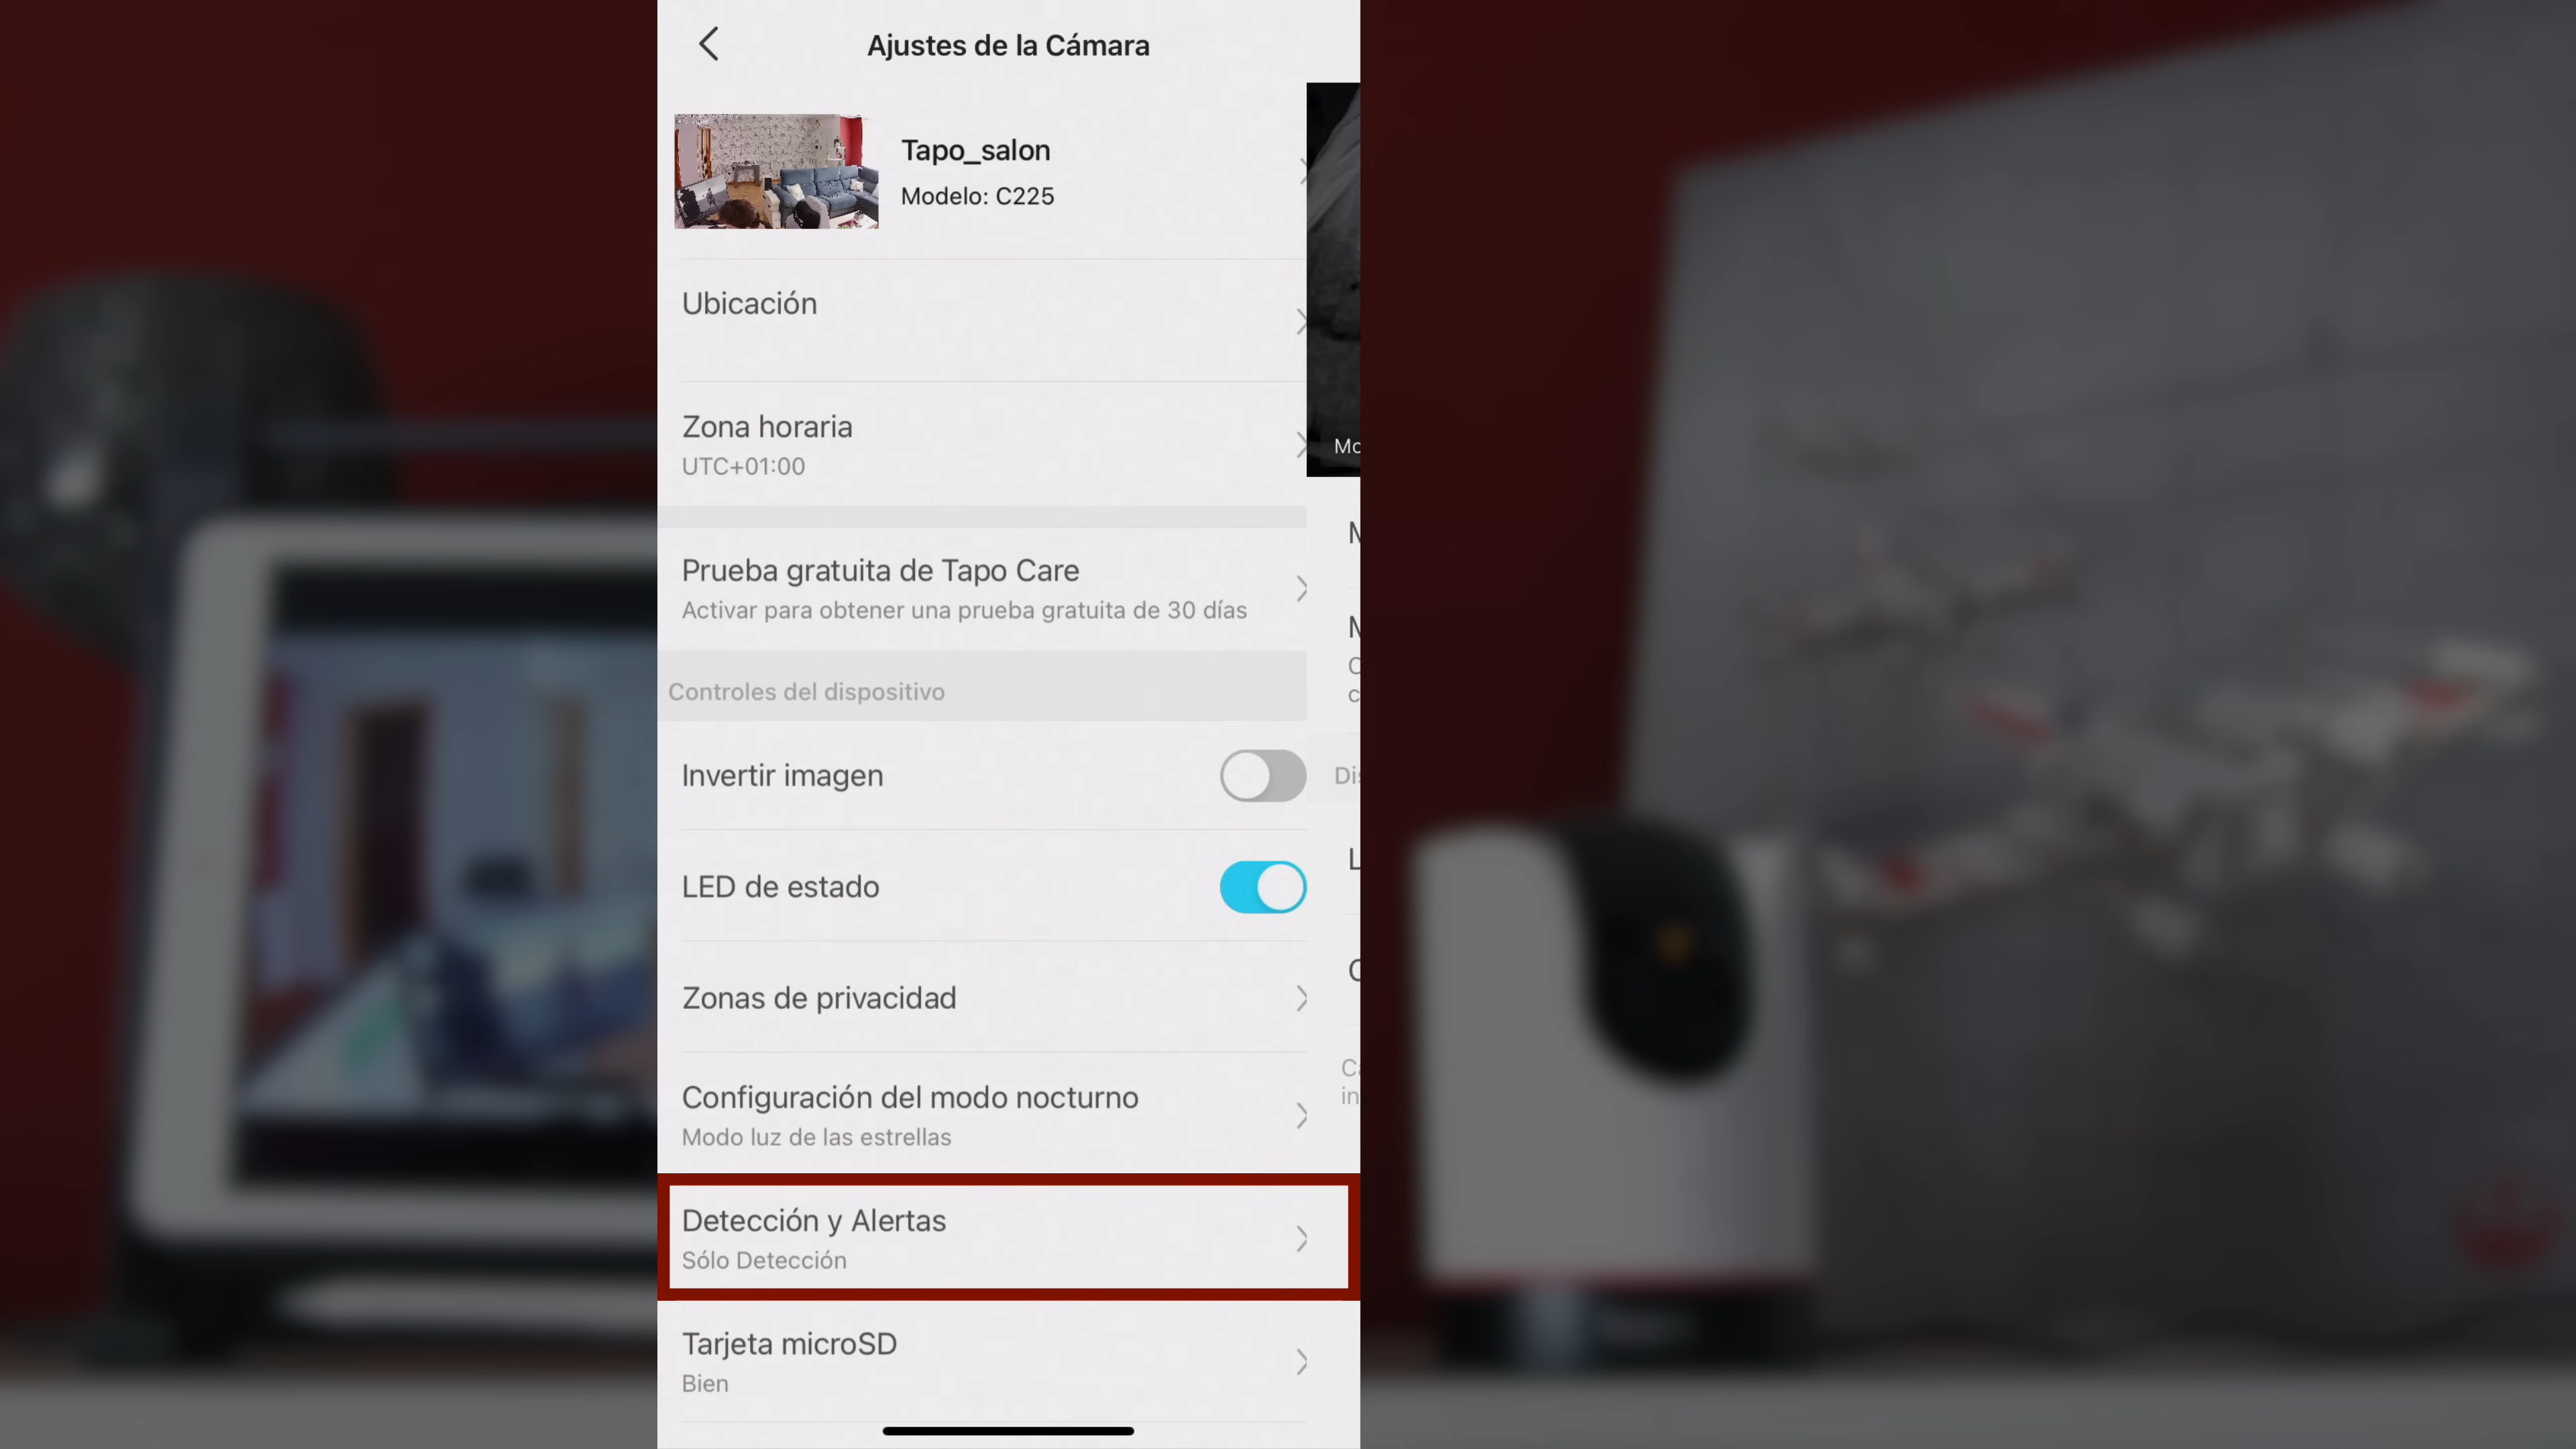 Ajustes de la Cámara
Tapo_salon
Modelo: C225
Ubicación
Zona horaria
UTC+01:00
Prueba gratuita de Tapo Care
Activar para obtener una prueba gratuita de 30 días
Controles del dispositivo
Invertir imagen
LED de estado
Zonas de privacidad
Configuración del modo nocturno
Modo luz de las estrellas
Detección y Alertas
Sólo Detección
Tarjeta microSD
Bien